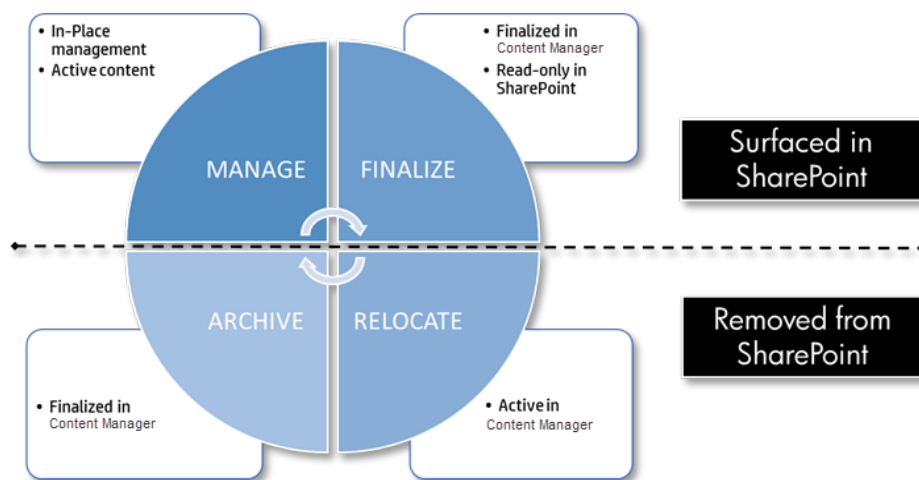 • In-Place
management
• Active content
• Finalized in
Content Manager
• Read-only in
SharePoint
MANAGE
FINALIZE
Surfaced in
SharePoint
ARCHIVE
RELOCATE
Removed from
SharePoint
• Finalized in
Content Manager
• Active in
Content Manager